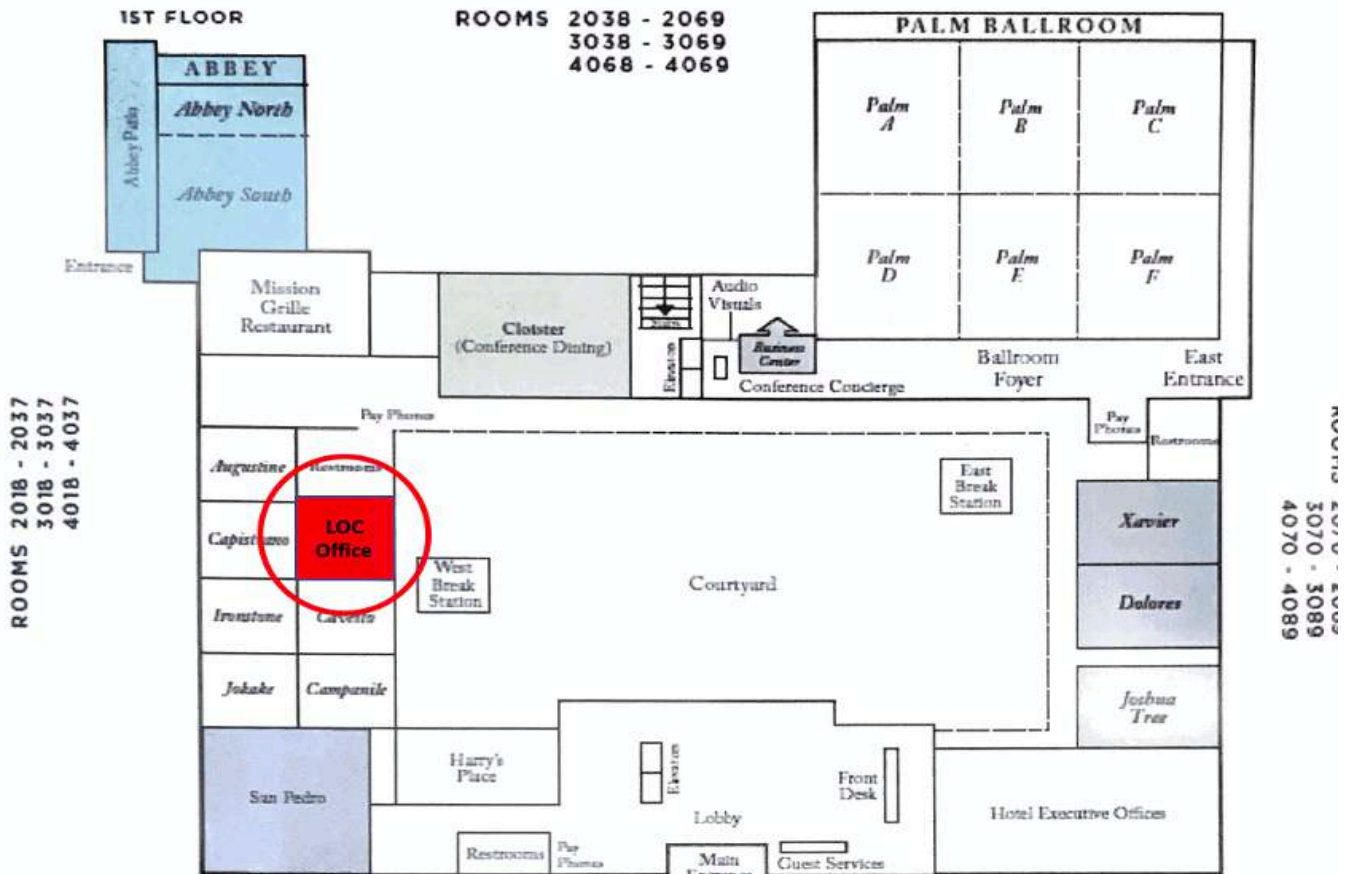 1ST FLOOR
ROOMS 2038 - 2069
3038 - 3069
4068 - 4069
PALM BALLROOM
ABBEY
Abbey North
Abbey Patio
Abbey South
Entrance
Palm
A
Palm
B
Palm
C
Palm
D
Palm
E
Palm
F
Mission
Grille
Restaurant
Cloister
(Conference Dining)
Stairs
Elevators
Audio
Visuals
Business
Center
Conference Concierge
Ballroom
Foyer
East
Entrance
Pay Phones
Pay
Phones
Restrooms
ROOMS 2018 - 2037
3018 - 3037
4018 - 4037
Augustine
Restrooms
Capistrano
LOC
Office
Ironstone
Jokake
Campanile
West
Break
Station
East
Break
Station
Courtyard
Xavier
Dolores
Joshua
Tree
3070 - 3089
4070 - 4089
San Pedro
Harry's
Place
Elevators
Lobby
Front
Desk
Hotel Executive Offices
Restrooms
Pay
Phones
Main
Guest Services